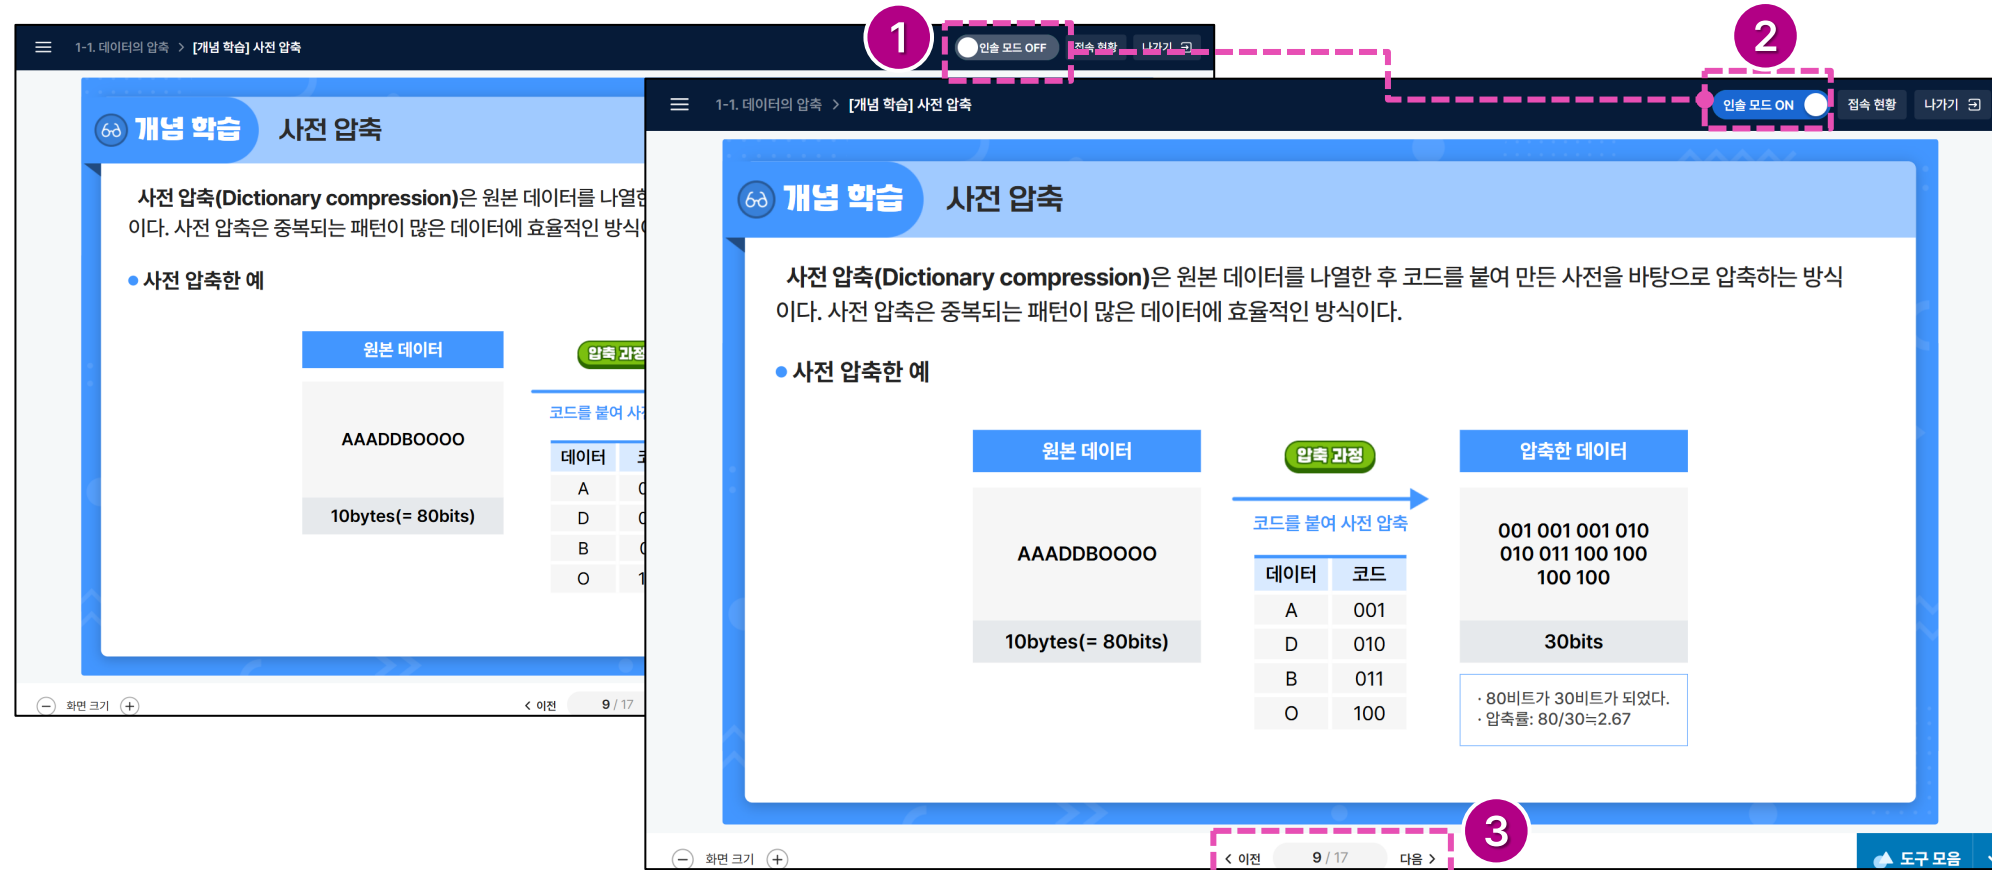 1-1. 데이터의 압축 > [개념 학습] 사전 압축
1
인솔 모드 OFF
접속 현황
나가기
개념 학습
사전 압축
사전 압축(Dictionary compression)은 원본 데이터를 나열
이다. 사전 압축은 중복되는 패턴이 많은 데이터에 효율적인 방식
• 사전 압축한 예
원본 데이터
압축 과정
코드를 붙여 사
AAADDBOOOO
데이터
A
D
B
O
10bytes(= 80bits)
화면 크기
< 이전
9 / 17
2
1-1. 데이터의 압축 > [개념 학습] 사전 압축
인솔 모드 ON
접속 현황
나가기
개념 학습
사전 압축
사전 압축(Dictionary compression)은 원본 데이터를 나열한 후 코드를 붙여 만든 사전을 바탕으로 압축하는 방식
이다. 사전 압축은 중복되는 패턴이 많은 데이터에 효율적인 방식이다.
• 사전 압축한 예
원본 데이터
AAADDBOOOO
10bytes(= 80bits)
압축 과정
코드를 붙여 사전 압축
데이터 코드
A 001
D 010
B 011
O 100
압축한 데이터
001 001 001 010
010 011 100 100
100 100
30bits
· 80비트가 30비트가 되었다.
· 압축률: 80/30≒2.67
3
화면 크기
< 이전
9 / 17
다음 >
도구 모음